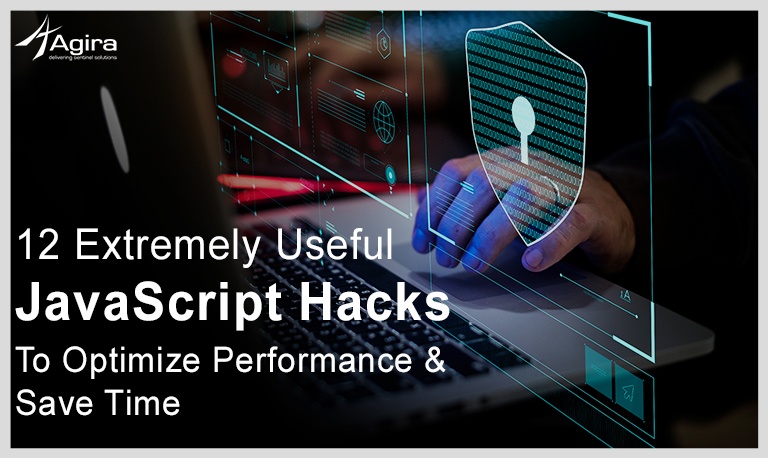 Agira
delivering sentinel solutions
12 Extremely Useful
JavaScript Hacks
To Optimize Performance &
Save Time